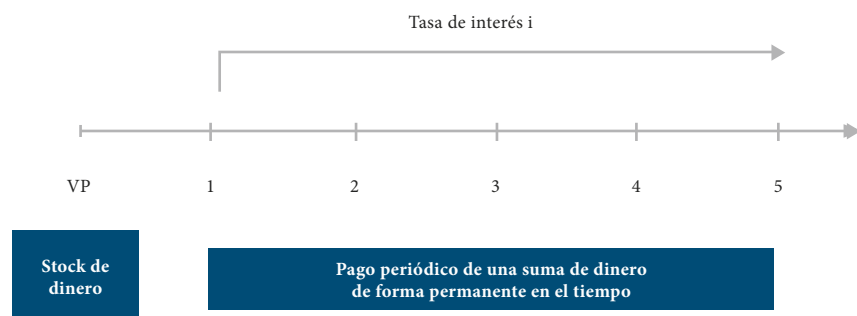 Tasa de interés i
VP 1 2 3 4 5
Stock de
dinero
Pago periódico de una suma de dinero
de forma permanente en el tiempo